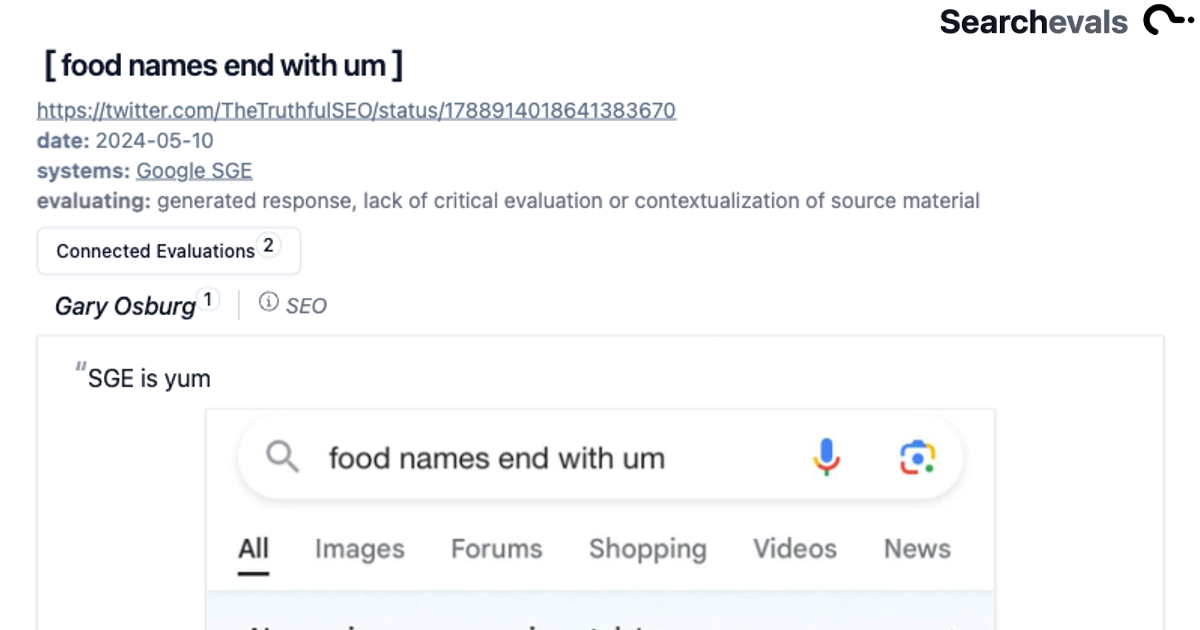 Searchevals
[ food names end with um ]
https://twitter.com/TheTruthfulSEO/status/1788914018641383670
date: 2024-05-10
systems: Google SGE
evaluating: generated response, lack of critical evaluation or contextualization of source material
Connected Evaluations 2
Gary Osburg 1 SEO
"SGE is yum
food names end with um
All Images Forums Shopping Videos News